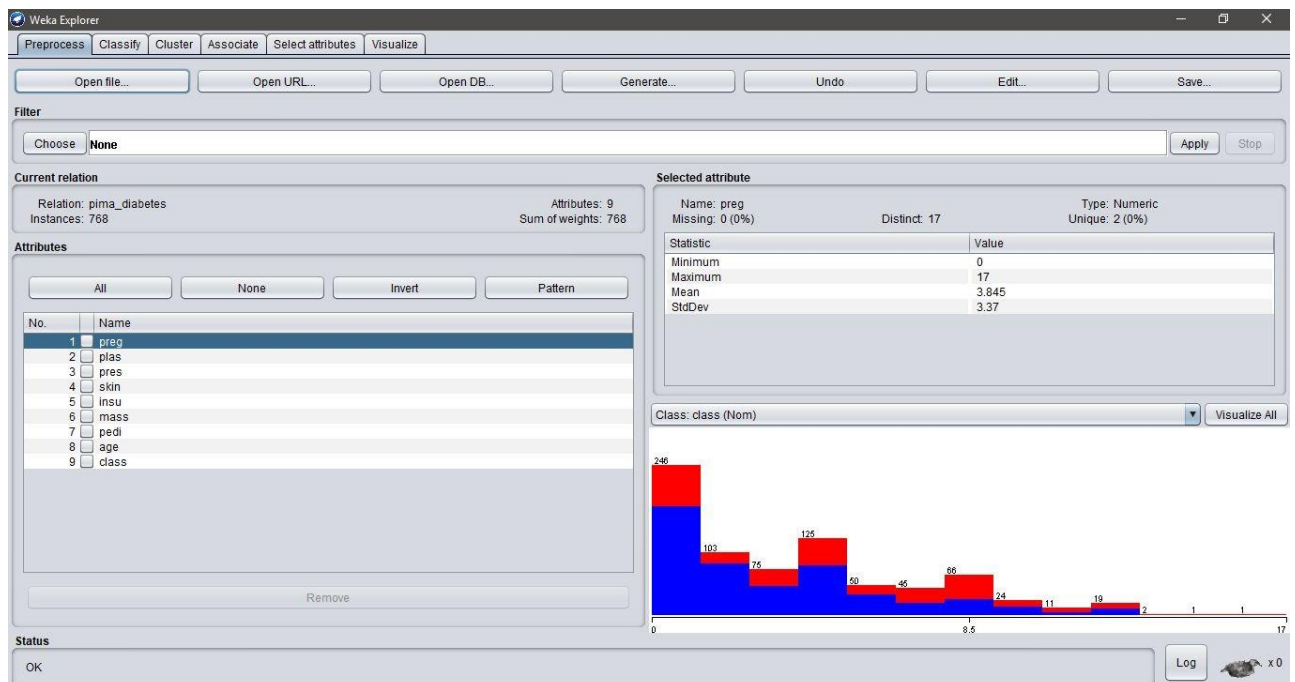 Weka Explorer
Preprocess Classify Cluster Associate Select attributes Visualize
Open file... Open URL... Open DB... Generate... Undo Edit... Save...
Filter
Choose None Apply Stop
Current relation
Relation: pima_diabetes Attributes: 9
Instances: 768 Sum of weights: 768
Attributes
All None Invert Pattern
No. Name
1 preg
2 plas
3 pres
4 skin
5 insu
6 mass
7 pedi
8 age
9 class
Remove
Selected attribute
Name: preg Type: Numeric
Missing: 0 (0%) Distinct: 17 Unique: 2 (0%)
Statistic Value
Minimum 0
Maximum 17
Mean 3.845
StdDev 3.37
Class: class (Nom) Visualize All
246 103 75 125 50 45 66 24 11 19 2 1 1
0 8.5 17
Status
OK
Log x 0